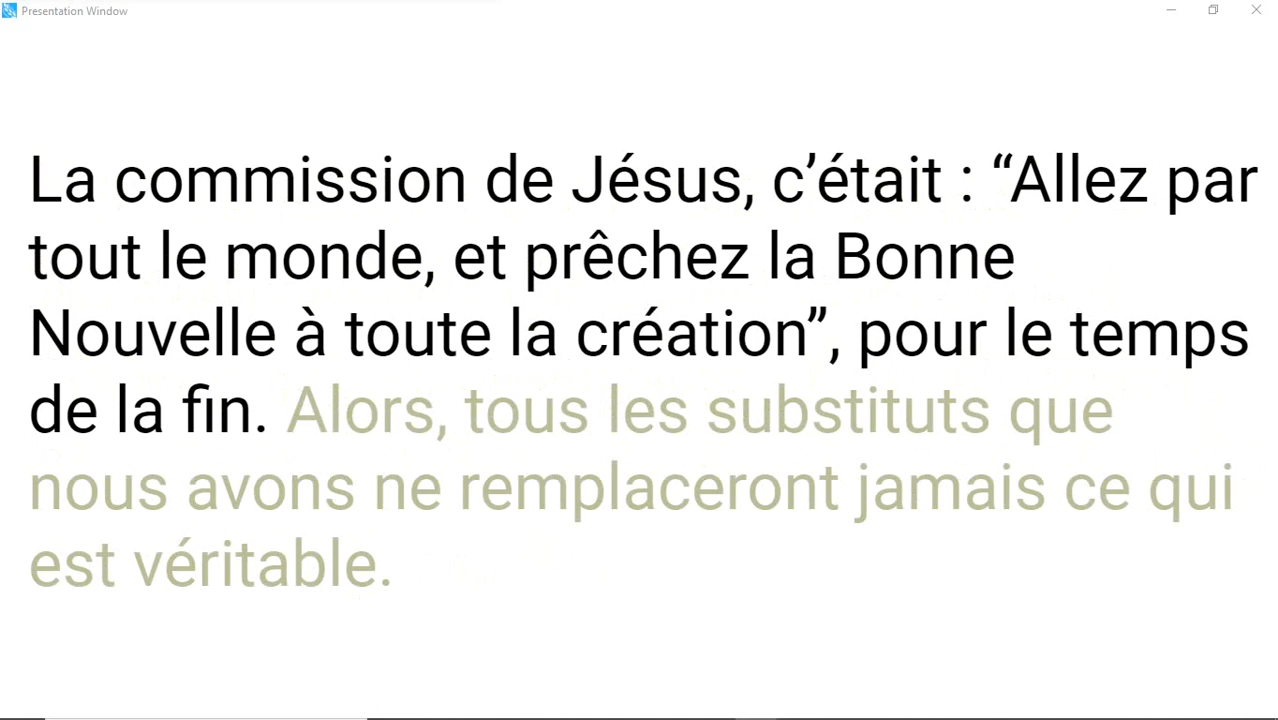 Presentation Window
La commission de Jésus, c’était : “Allez par
tout le monde, et prêchez la Bonne
Nouvelle à toute la création”, pour le temps
de la fin. Alors, tous les substituts que
nous avons ne remplaceront jamais ce qui
est véritable.